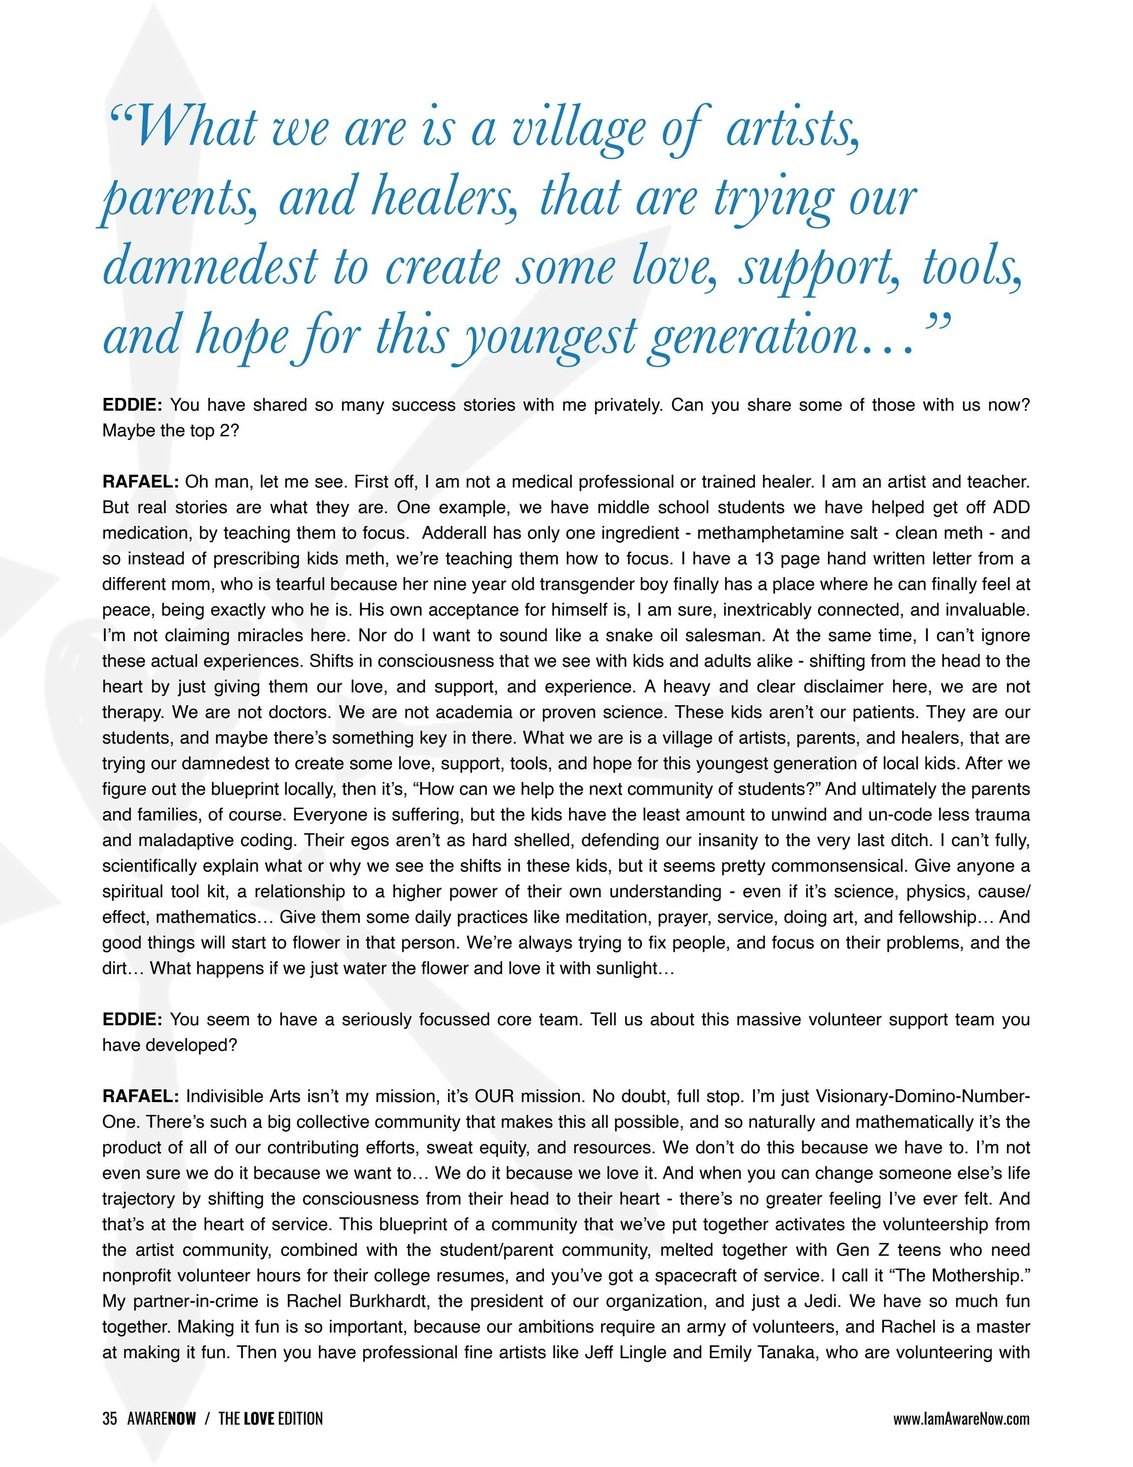 “What we are is a village of artists,
parents, and healers, that are trying our
damnedest to create some love, support, tools,
and hope for this youngest generation…”
EDDIE: You have shared so many success stories with me privately. Can you share some of those with us now?
Maybe the top 2?
RAFAEL: Oh man, let me see. First off, I am not a medical professional or trained healer. I am an artist and teacher.
But real stories are what they are. One example, we have middle school students we have helped get off ADD
medication, by teaching them to focus.  Adderall has only one ingredient - methamphetamine salt - clean meth - and
so instead of prescribing kids meth, we’re teaching them how to focus. I have a 13 page hand written letter from a
different mom, who is tearful because her nine year old transgender boy finally has a place where he can finally feel at
peace, being exactly who he is. His own acceptance for himself is, I am sure, inextricably connected, and invaluable.
I’m not claiming miracles here. Nor do I want to sound like a snake oil salesman. At the same time, I can’t ignore
these actual experiences. Shifts in consciousness that we see with kids and adults alike - shifting from the head to the
heart by just giving them our love, and support, and experience. A heavy and clear disclaimer here, we are not
therapy. We are not doctors. We are not academia or proven science. These kids aren’t our patients. They are our
students, and maybe there’s something key in there. What we are is a village of artists, parents, and healers, that are
trying our damnedest to create some love, support, tools, and hope for this youngest generation of local kids. After we
figure out the blueprint locally, then it’s, “How can we help the next community of students?” And ultimately the parents
and families, of course. Everyone is suffering, but the kids have the least amount to unwind and un-code less trauma
and maladaptive coding. Their egos aren’t as hard shelled, defending our insanity to the very last ditch. I can’t fully,
scientifically explain what or why we see the shifts in these kids, but it seems pretty commonsensical. Give anyone a
spiritual tool kit, a relationship to a higher power of their own understanding - even if it’s science, physics, cause/
effect, mathematics… Give them some daily practices like meditation, prayer, service, doing art, and fellowship… And
good things will start to flower in that person. We’re always trying to fix people, and focus on their problems, and the
dirt… What happens if we just water the flower and love it with sunlight…
EDDIE: You seem to have a seriously focussed core team. Tell us about this massive volunteer support team you
have developed?
RAFAEL: Indivisible Arts isn’t my mission, it’s OUR mission. No doubt, full stop. I’m just Visionary-Domino-Number-
One. There’s such a big collective community that makes this all possible, and so naturally and mathematically it’s the
product of all of our contributing efforts, sweat equity, and resources. We don’t do this because we have to. I’m not
even sure we do it because we want to… We do it because we love it. And when you can change someone else’s life
trajectory by shifting the consciousness from their head to their heart - there’s no greater feeling I’ve ever felt. And
that’s at the heart of service. This blueprint of a community that we’ve put together activates the volunteership from
the artist community, combined with the student/parent community, melted together with Gen Z teens who need
nonprofit volunteer hours for their college resumes, and you’ve got a spacecraft of service. I call it “The Mothership.”
My partner-in-crime is Rachel Burkhardt, the president of our organization, and just a Jedi. We have so much fun
together. Making it fun is so important, because our ambitions require an army of volunteers, and Rachel is a master
at making it fun. Then you have professional fine artists like Jeff Lingle and Emily Tanaka, who are volunteering with
35 AWARENOW / THE LOVE EDITION
www.IamAwareNow.com